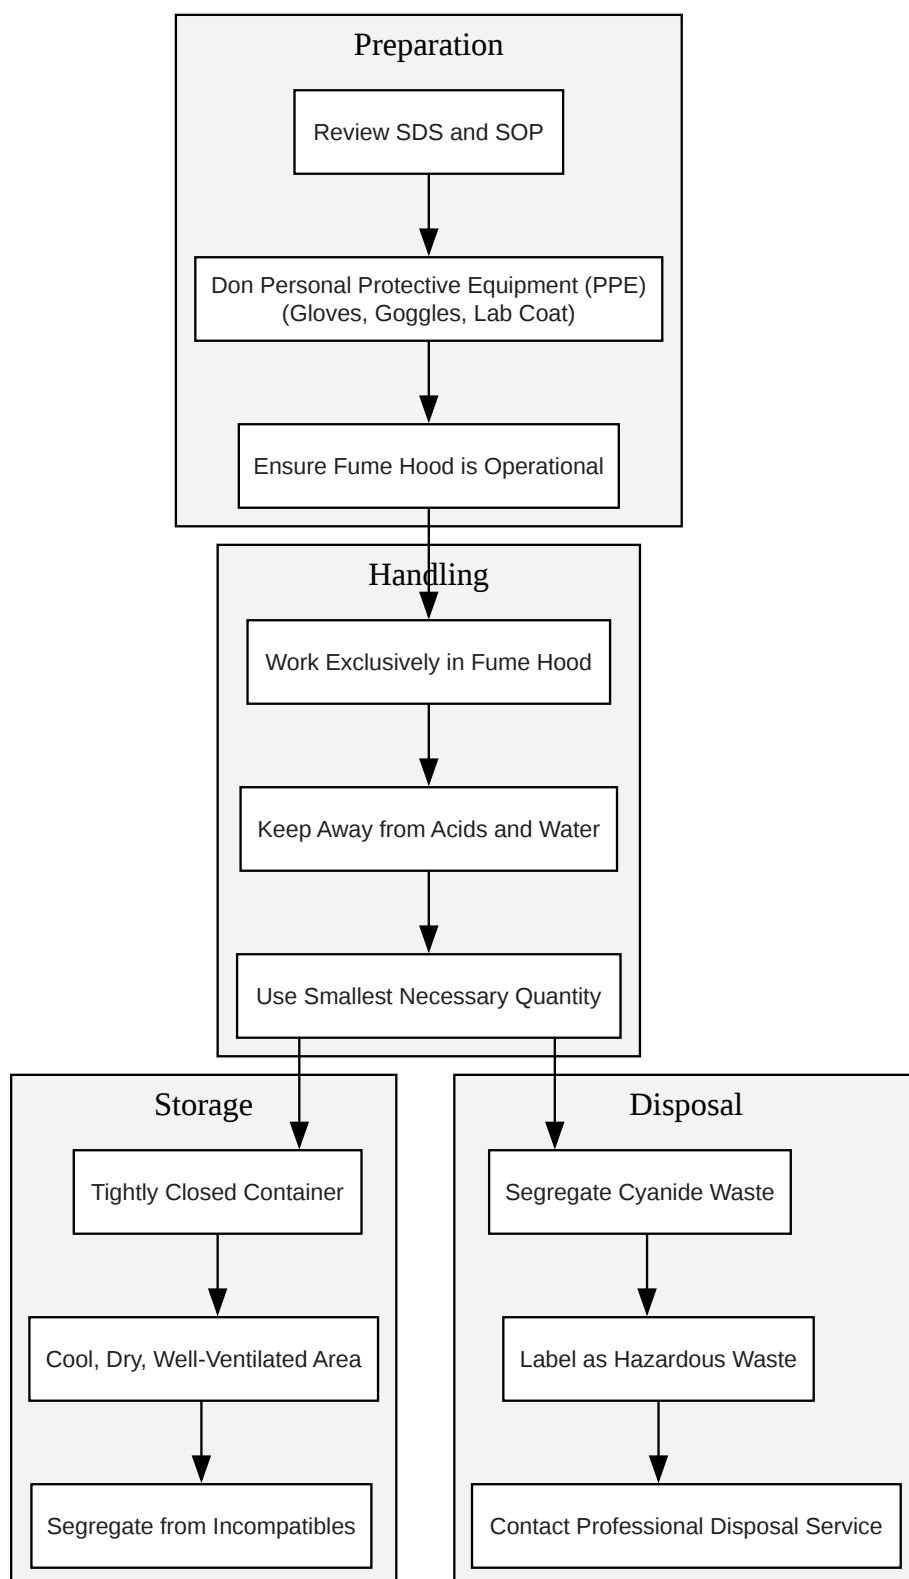 Preparation
Review SDS and SOP
Don Personal Protective Equipment (PPE)
(Gloves, Goggles, Lab Coat)
Ensure Fume Hood is Operational
Handling
Work Exclusively in Fume Hood
Keep Away from Acids and Water
Use Smallest Necessary Quantity
Storage
Tightly Closed Container
Cool, Dry, Well-Ventilated Area
Segregate from Incompatibles
Disposal
Segregate Cyanide Waste
Label as Hazardous Waste
Contact Professional Disposal Service